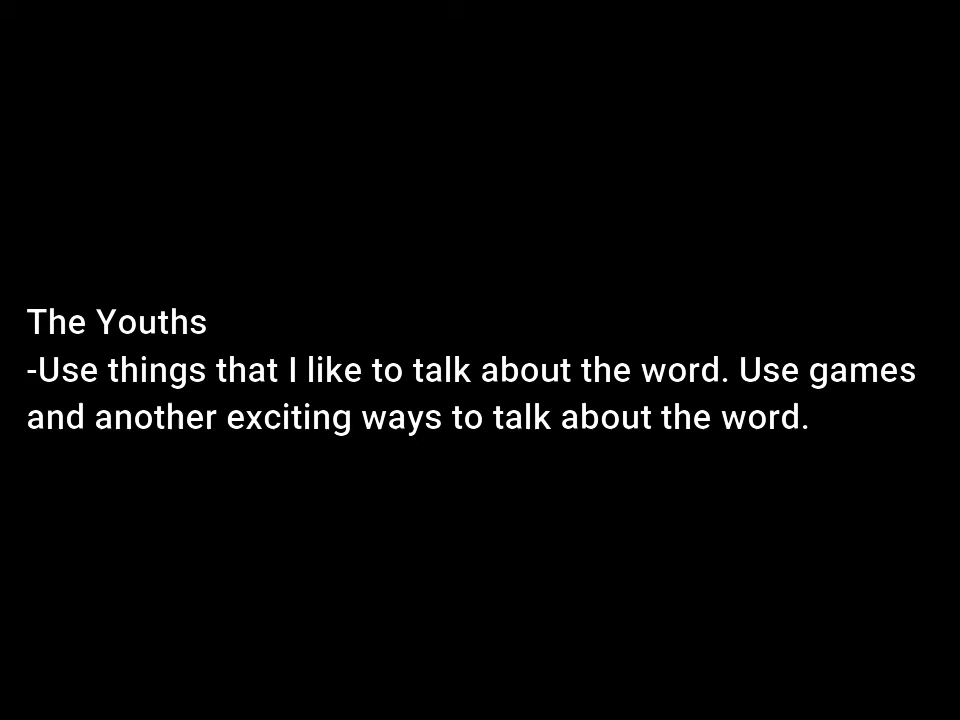 The Youths
-Use things that I like to talk about the word. Use games
and another exciting ways to talk about the word.